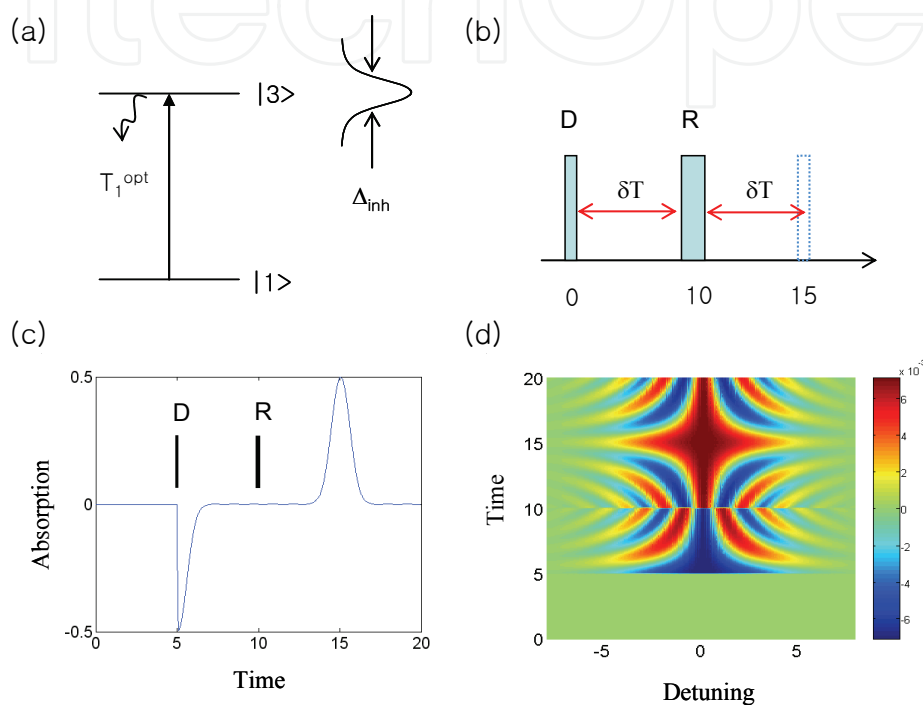 (a)
|3>
T₁ᵒᵖᵗ
|1>
Δinh
(b)
D R
δT δT
0 10 15
(c)
0.5
0
-0.5
D R
Absorption
0 5 10 15 20
Time
(d)
20
15
10
5
0
Time
-5 0 5
Detuning
x 10⁻³
6
4
2
0
-2
-4
-6